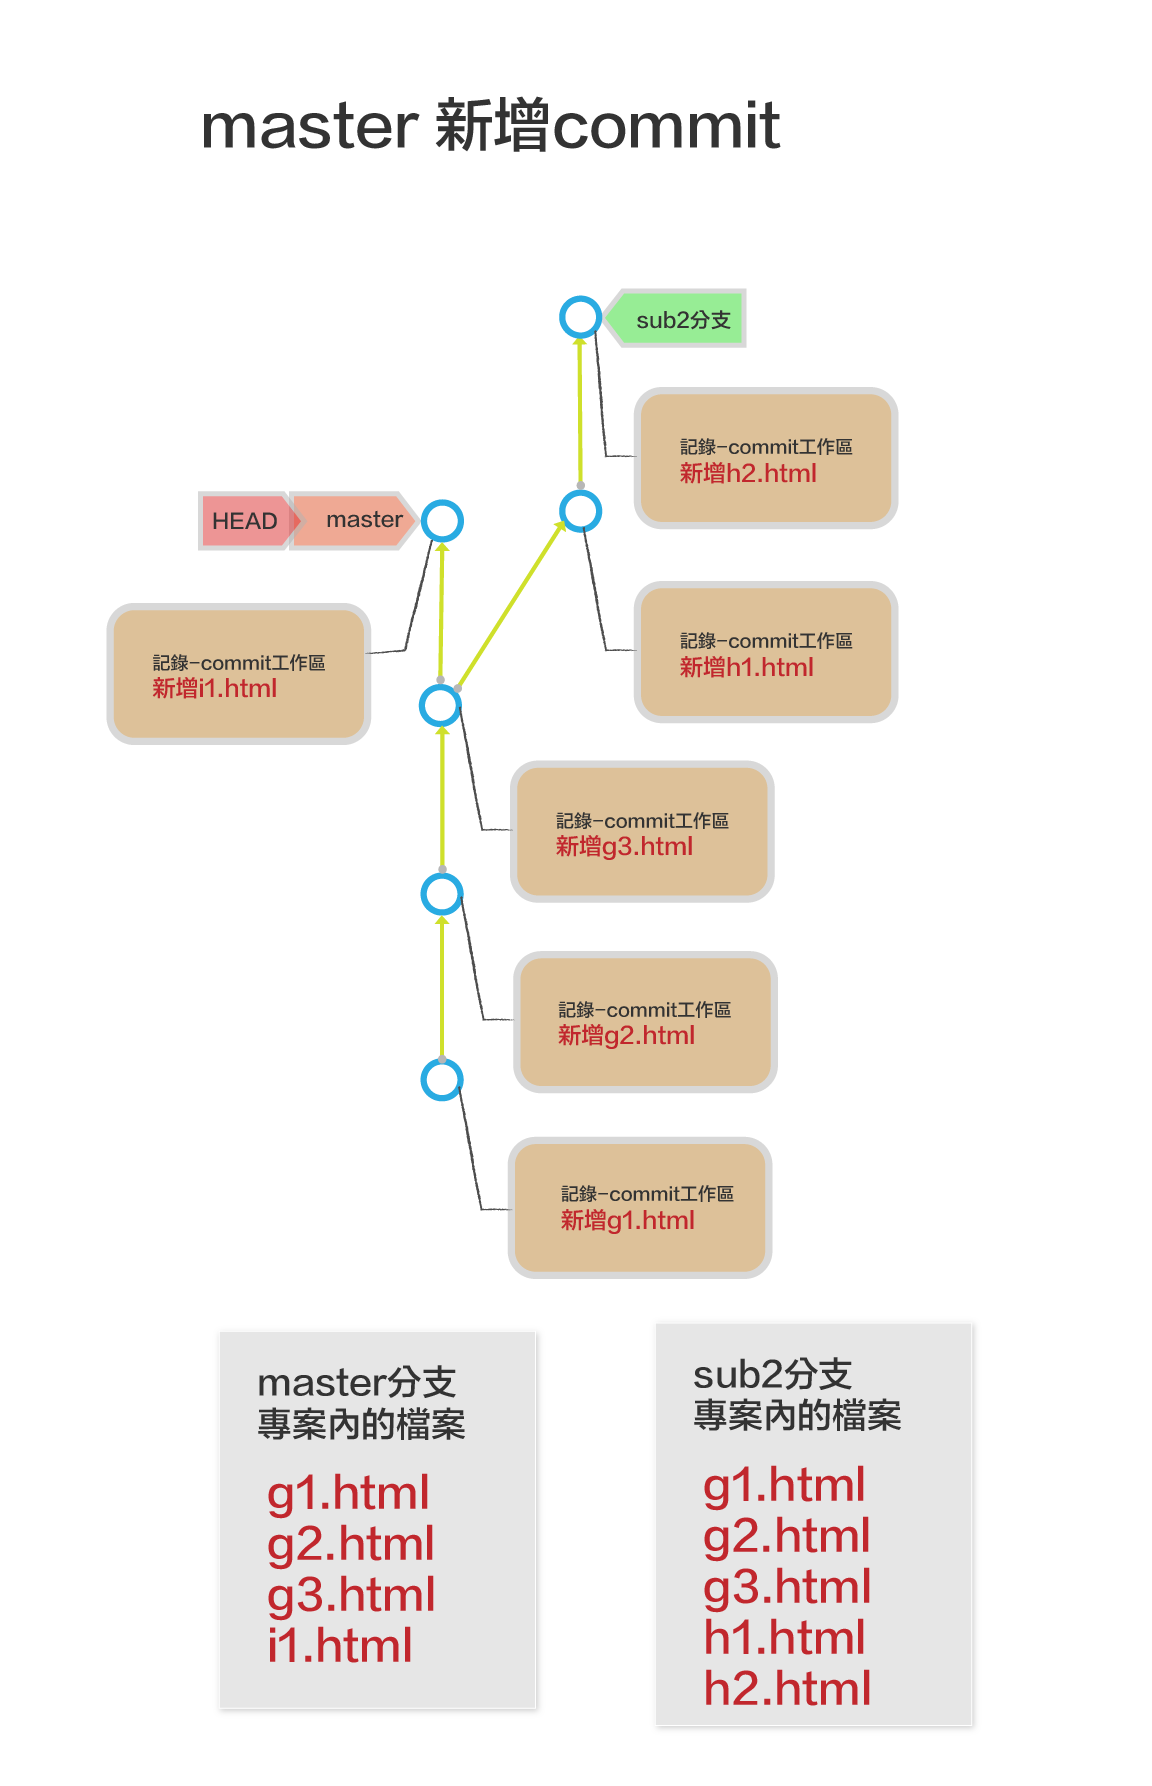 master 新增commit
sub2分支
記錄-commit工作區
新增h2.html
HEAD
master
記錄-commit工作區
新增h1.html
記錄-commit工作區
新增i1.html
記錄-commit工作區
新增g3.html
記錄-commit工作區
新增g2.html
記錄-commit工作區
新增g1.html
master分支
專案內的檔案
g1.html
g2.html
g3.html
i1.html
sub2分支
專案內的檔案
g1.html
g2.html
g3.html
h1.html
h2.html